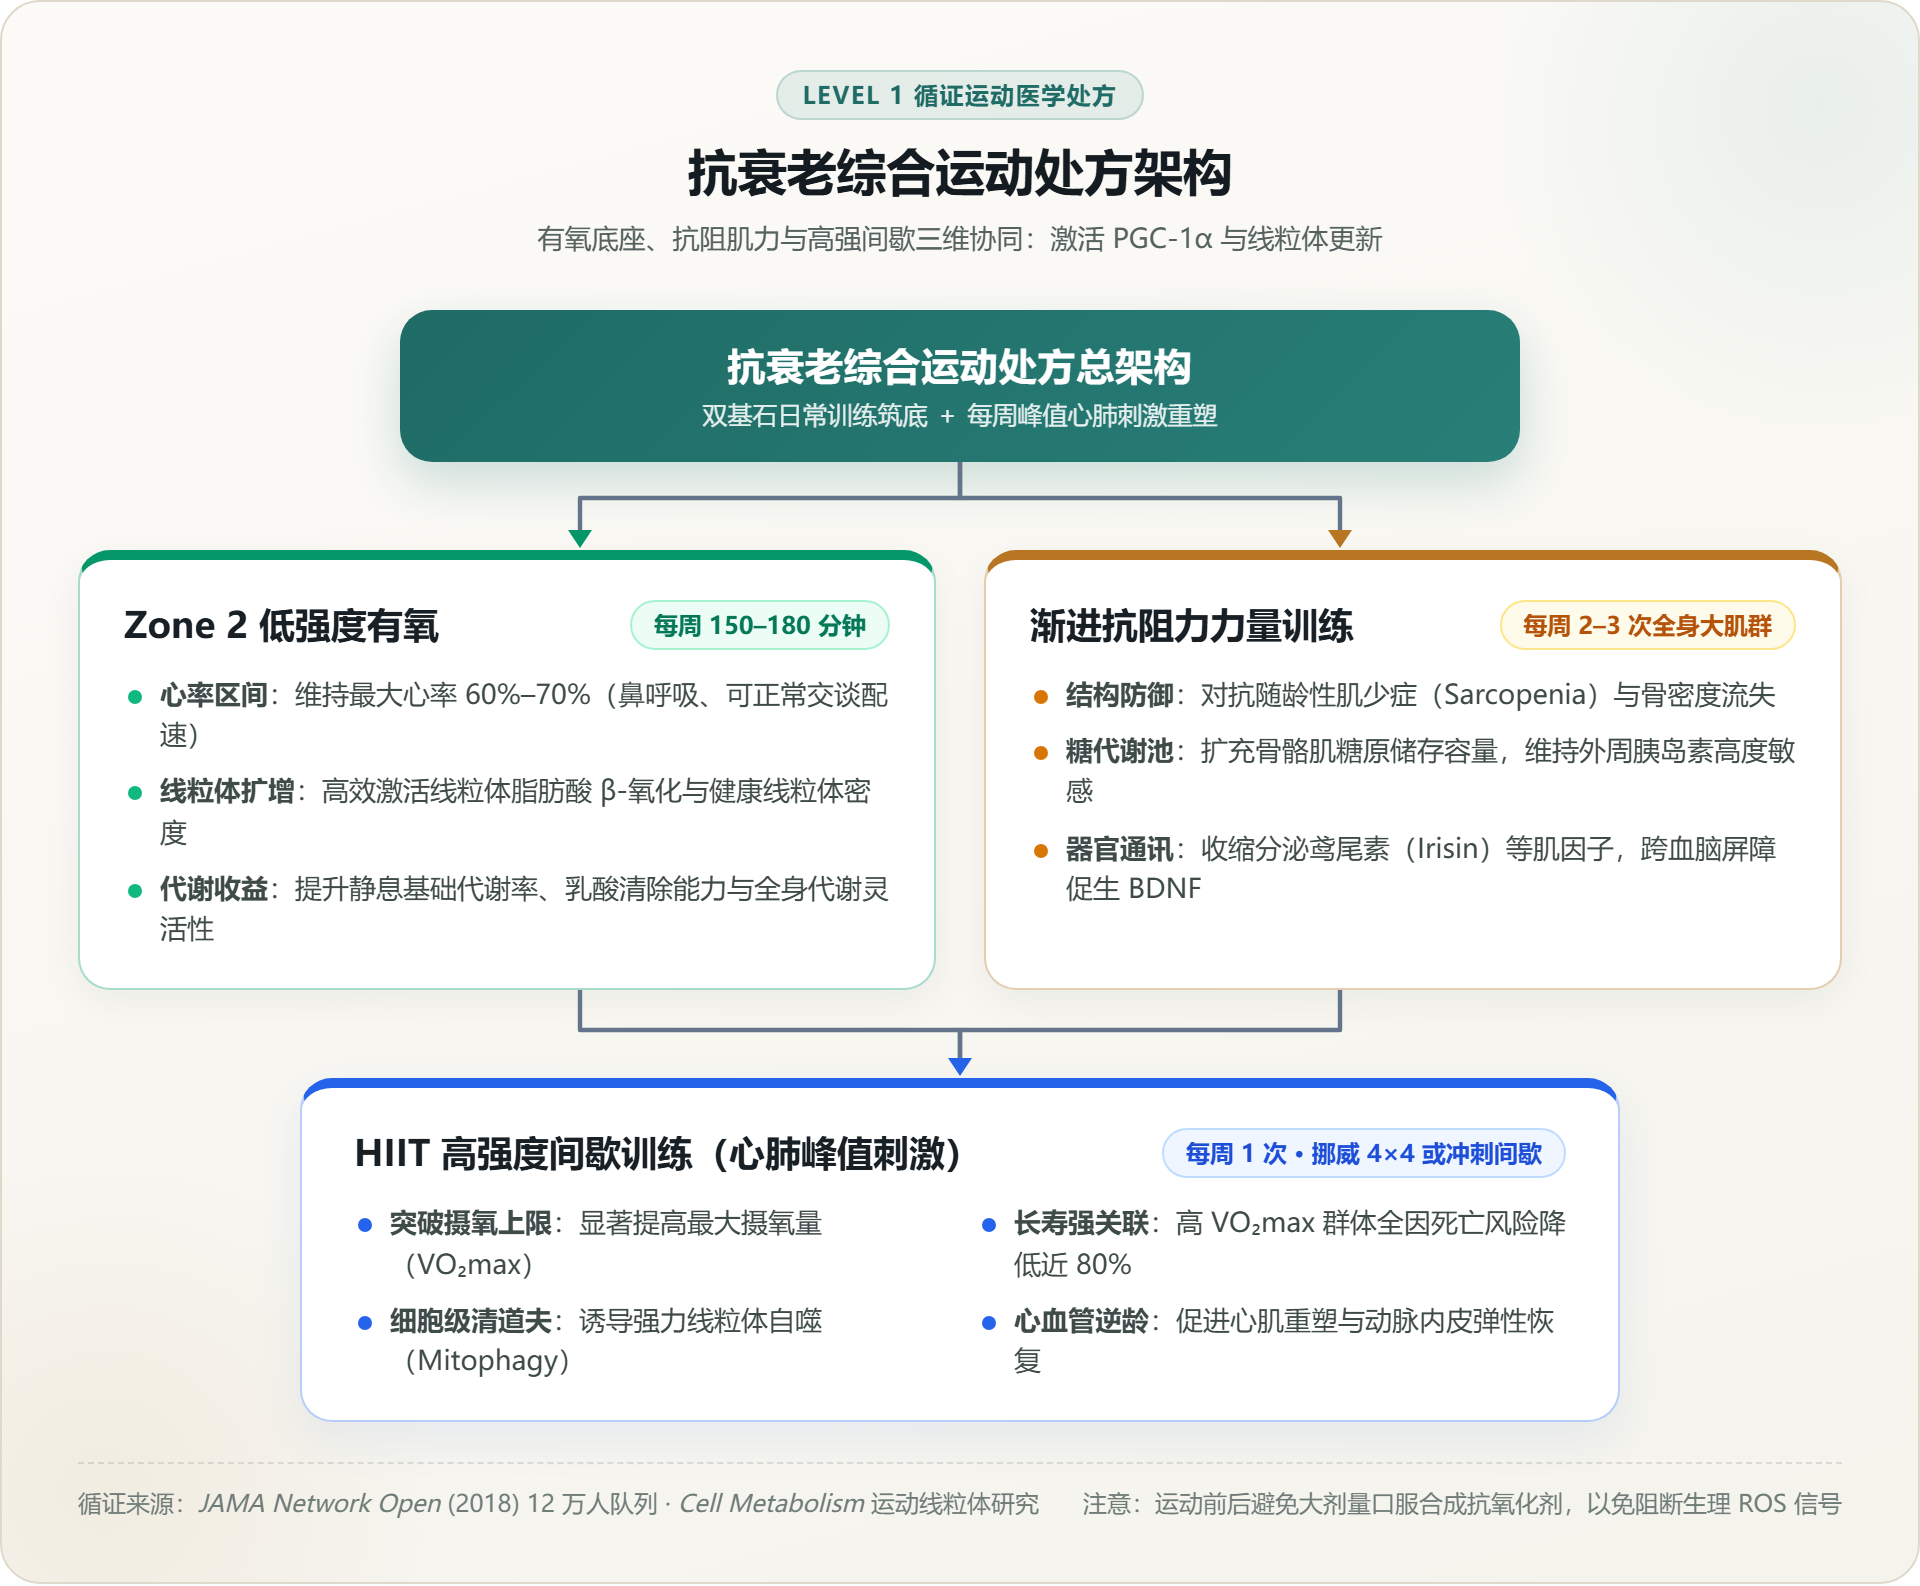 LEVEL 1 循证运动医学处方
抗衰老综合运动处方架构
有氧底座、抗阻肌力与高强间歇三维协同：激活 PGC-1α 与线粒体更新
抗衰老综合运动处方总架构
双基石日常训练筑底 + 每周峰值心肺刺激重塑
Zone 2 低强度有氧
每周 150–180 分钟
心率区间：维持最大心率 60%–70%（鼻呼吸、可正常交谈配
速）
线粒体扩增：高效激活线粒体脂肪酸 β-氧化与健康线粒体密
度
代谢收益：提升静息基础代谢率、乳酸清除能力与全身代谢灵
活性
渐进抗阻力力量训练
每周 2–3 次全身大肌群
结构防御：对抗随龄性肌少症（Sarcopenia）与骨密度流失
糖代谢池：扩充骨骼肌糖原储存容量，维持外周胰岛素高度敏
感
器官通讯：收缩分泌鸢尾素（Irisin）等肌因子，跨血脑屏障
促生 BDNF
HIIT 高强度间歇训练（心肺峰值刺激）
每周 1 次 • 挪威 4×4 或冲刺间歇
突破摄氧上限：显著提高最大摄氧量
（VO₂max）
细胞级清道夫：诱导强力线粒体自噬
（Mitophagy）
长寿强关联：高 VO₂max 群体全因死亡风险降
低近 80%
心血管逆龄：促进心肌重塑与动脉内皮弹性恢
复
循证来源：JAMA Network Open (2018) 12 万人队列 · Cell Metabolism 运动线粒体研究
注意：运动前后避免大剂量口服合成抗氧化剂，以免阻断生理 ROS 信号